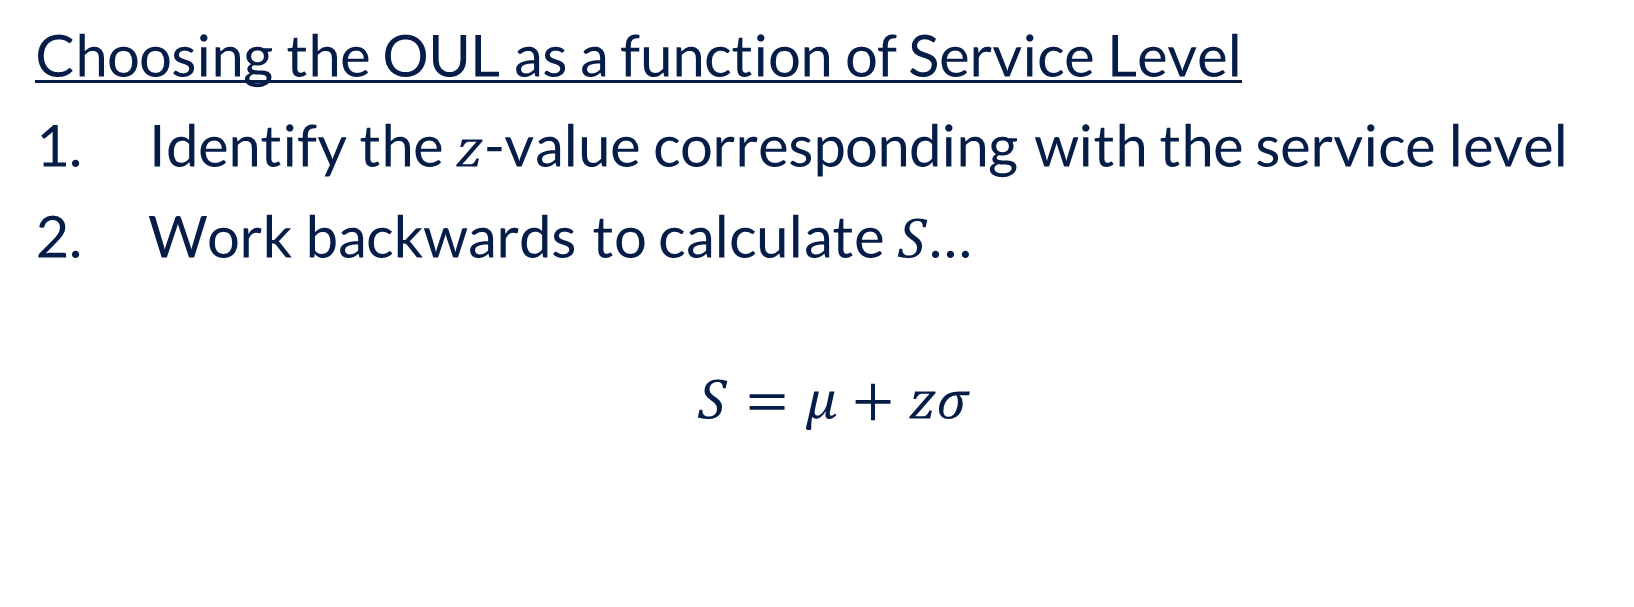 Choosing the OUL as a function of Service Level
1. Identify the z-value corresponding with the service level
2. Work backwards to calculate S...
S = μ + zσ